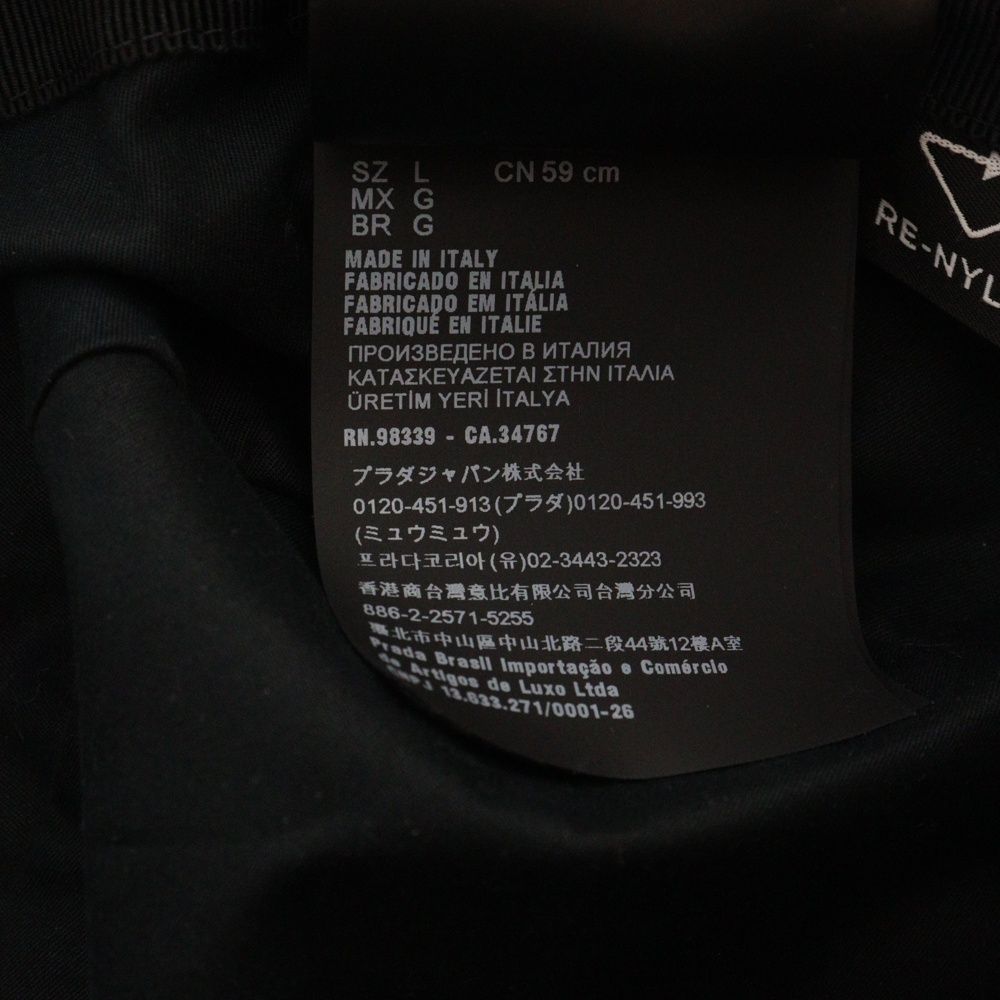 SZ L CN 59 cm
MX G
BR G
MADE IN ITALY
FABRICADO EN ITALIA
FABRICADO EM ITÁLIA
FABRIQUÉ EN ITALIE
ПРОИЗВЕДЕНО В ИТАЛИЯ
ΚΑΤΑΣΚΕΥΑΖΕΤΑΙ ΣΤΗΝ ΙΤΑΛΙΑ
ÜRETİM YERİ İTALYA
RN.98339 - CA.34767
プラダジャパン株式会社
0120-451-913(プラダ)0120-451-993
(ミュウミュウ)
프라다코리아(유)02-3443-2323
香港商台灣意比有限公司台灣分公司
886-2-2571-5255
臺北市中山區中山北路二段44號12樓A室
Prada Brasil Importação e Comércio
de Artigos de Luxo Ltda
13.633.271/0001-26
RE-NYL